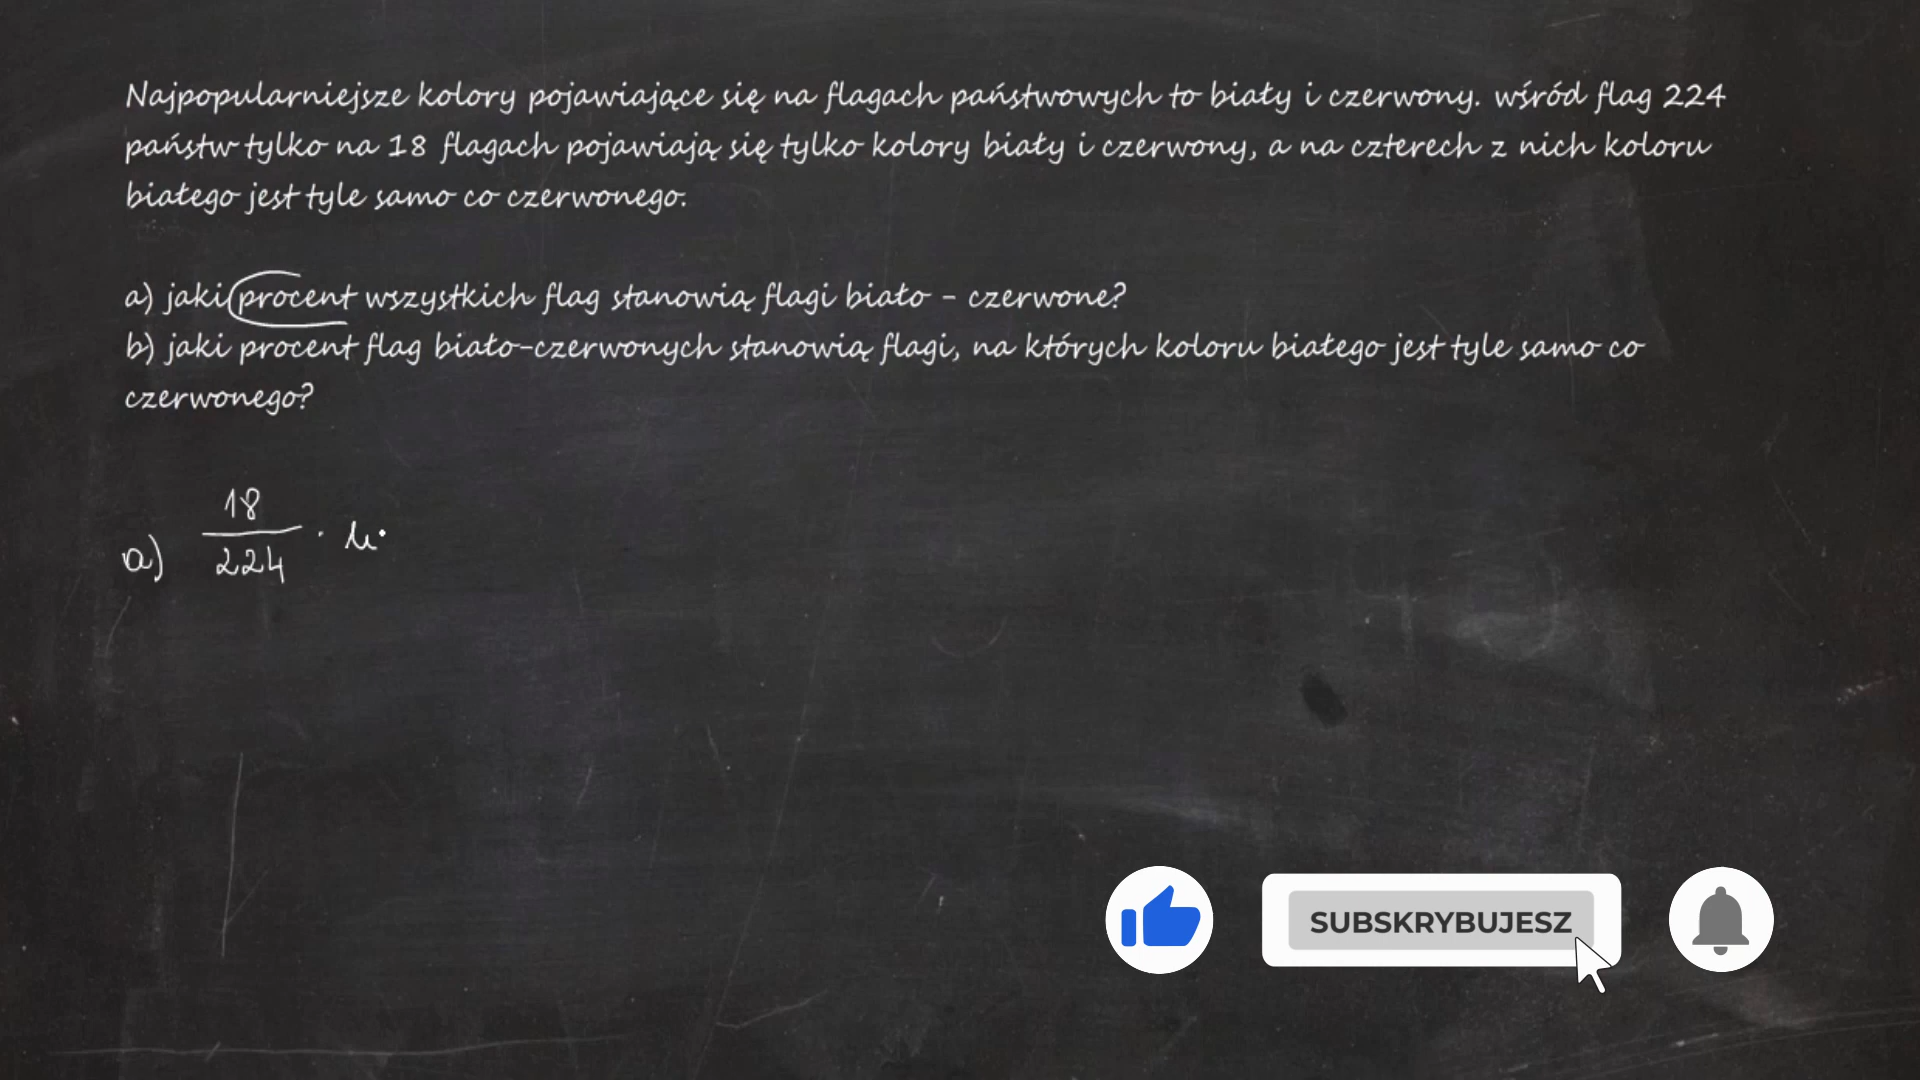 Najpopularniejsze kolory pojawiające się na flagach państwowych to biały i czerwony. wśród flag 224
państw tylko na 18 flagach pojawiają się tylko kolory biały i czerwony, a na czterech z nich koloru
białego jest tyle samo co czerwonego.
a) jaki procent wszystkich flag stanowią flagi biało - czerwone?
b) jaki procent flag biało-czerwonych stanowią flagi, na których koloru białego jest tyle samo co
czerwonego?
18
a) ___ ·
224
SUBSKRYBUJESZ